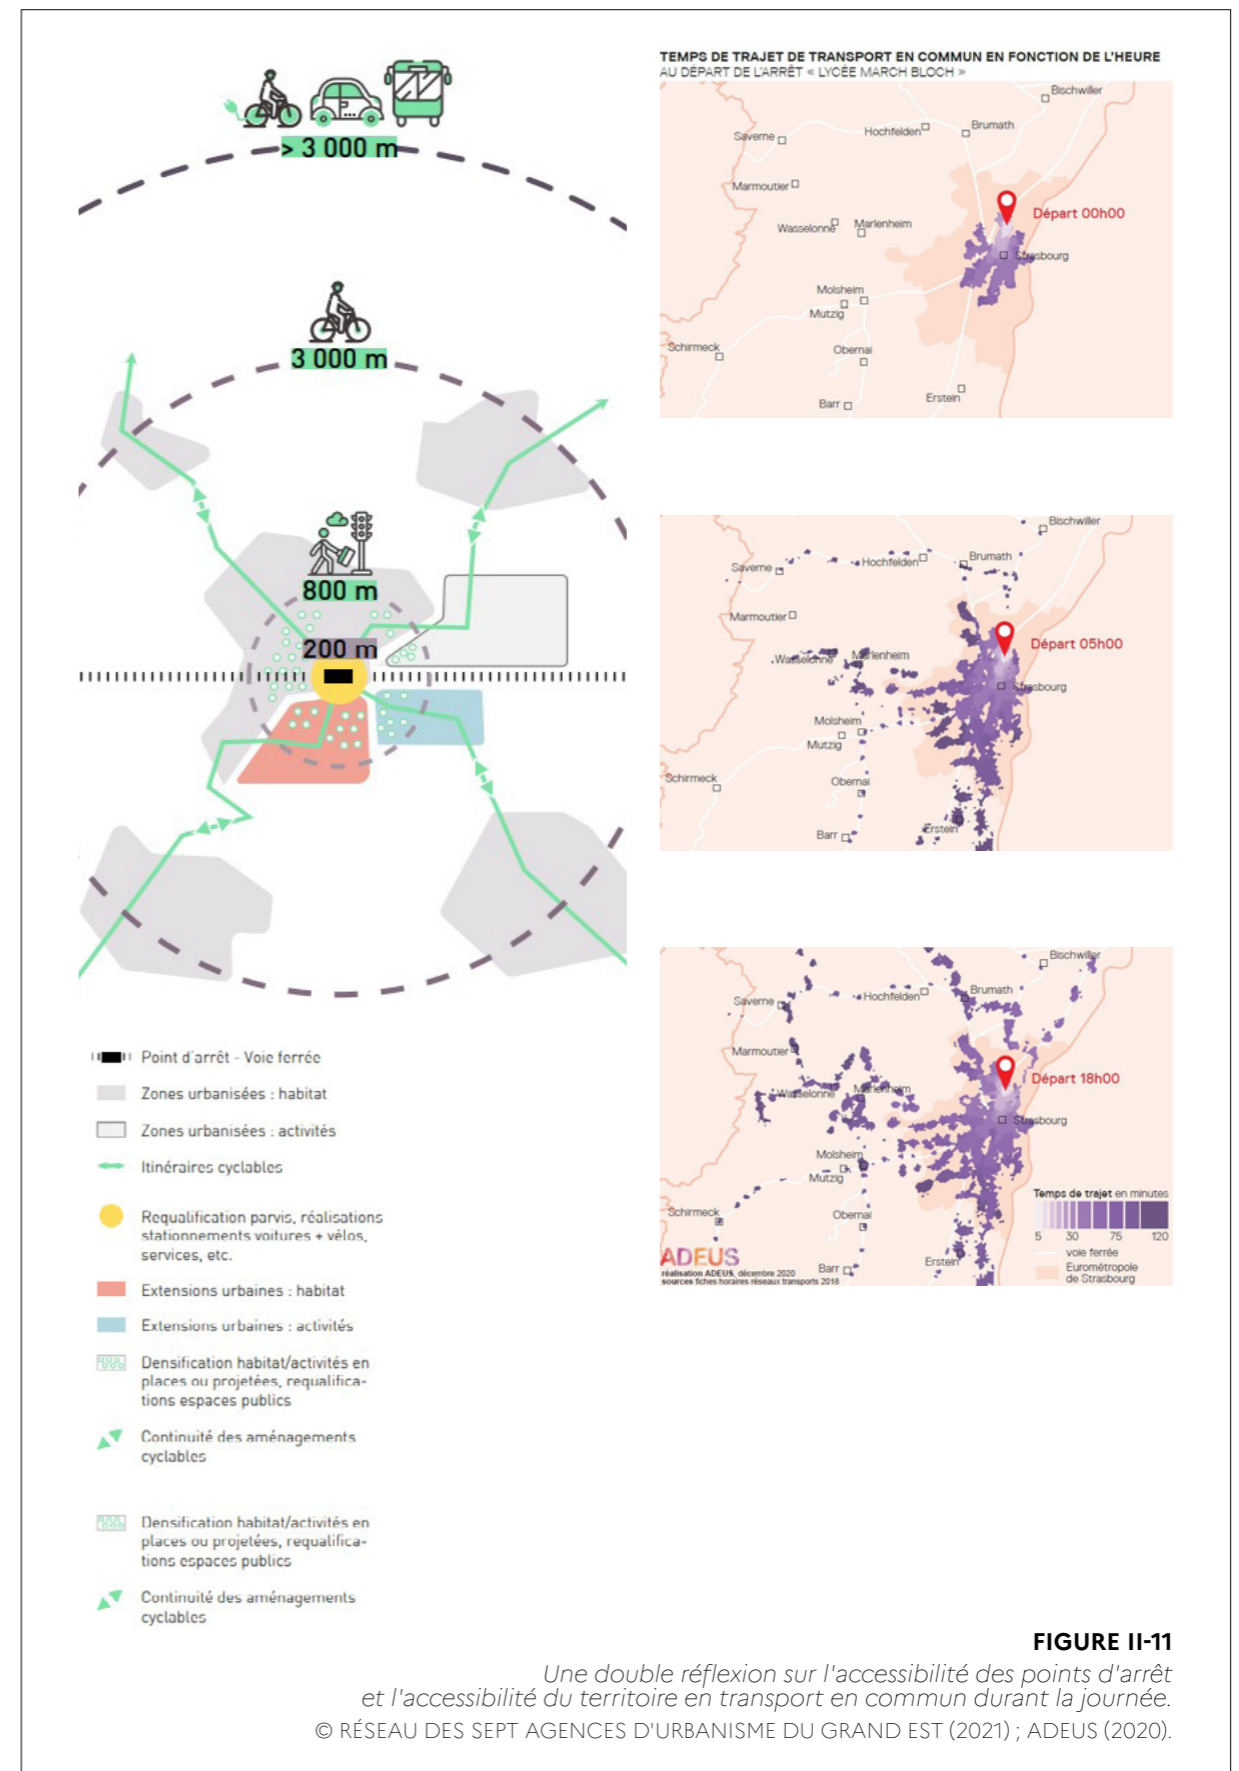 > 3 000 m
3 000 m
800 m
200 m
Point d'arrêt - Voie ferrée
Zones urbanisées : habitat
Zones urbanisées : activités
Itinéraires cyclables
Requalification parvis, réalisations
stationnements voitures + vélos,
services, etc.
Extensions urbaines : habitat
Extensions urbaines : activités
Densification habitat/activités en
places ou projetées, requalifica-
tions espaces publics
Continuité des aménagements
cyclables
Densification habitat/activités en
places ou projetées, requalifica-
tions espaces publics
Continuité des aménagements
cyclables
TEMPS DE TRAJET DE TRANSPORT EN COMMUN EN FONCTION DE L'HEURE
AU DÉPART DE L'ARRÊT « LYCÉE MARCH BLOCH »
Bischwiller
Brumath
Hochfelden
Saverne
Marmoutier
Départ 00h00
Wasselonne
Marlenheim
Strasbourg
Molsheim
Mutzig
Schirmeck
Obernai
Erstein
Barr
Bischwiller
Brumath
Hochfelden
Saverne
Marmoutier
Départ 05h00
Wasselonne
Marlenheim
Strasbourg
Molsheim
Mutzig
Schirmeck
Obernai
Erstein
Barr
Bischwiller
Brumath
Hochfelden
Saverne
Marmoutier
Départ 18h00
Wasselonne
Marlenheim
Strasbourg
Molsheim
Mutzig
Schirmeck
Obernai
Erstein
Barr
Temps de trajet en minutes
5 30 75 120
voie ferrée
Eurométropole
de Strasbourg
ADEUS
réalisation ADEUS, décembre 2020
sources fiches horaires réseaux transports 2018
FIGURE II-11
Une double réflexion sur l'accessibilité des points d'arrêt
et l'accessibilité du territoire en transport en commun durant la journée.
© RÉSEAU DES SEPT AGENCES D'URBANISME DU GRAND EST (2021) ; ADEUS (2020).